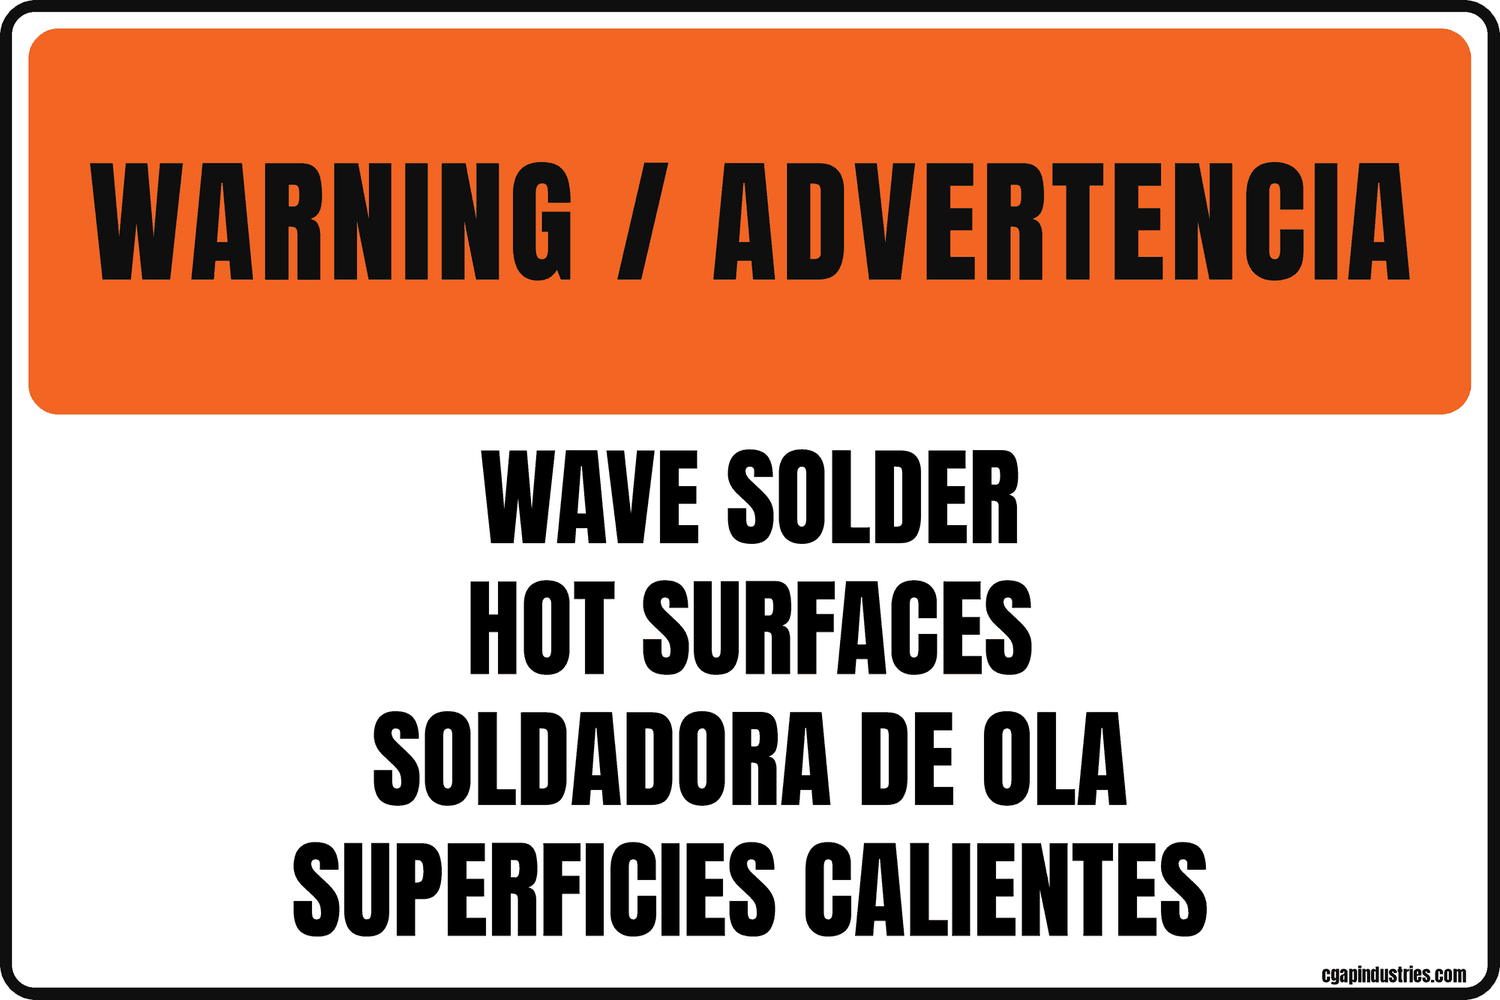 WARNING / ADVERTENCIA
WAVE SOLDER
HOT SURFACES
SOLDADORA DE OLA
SUPERFICIES CALIENTES
cgapindustries.com